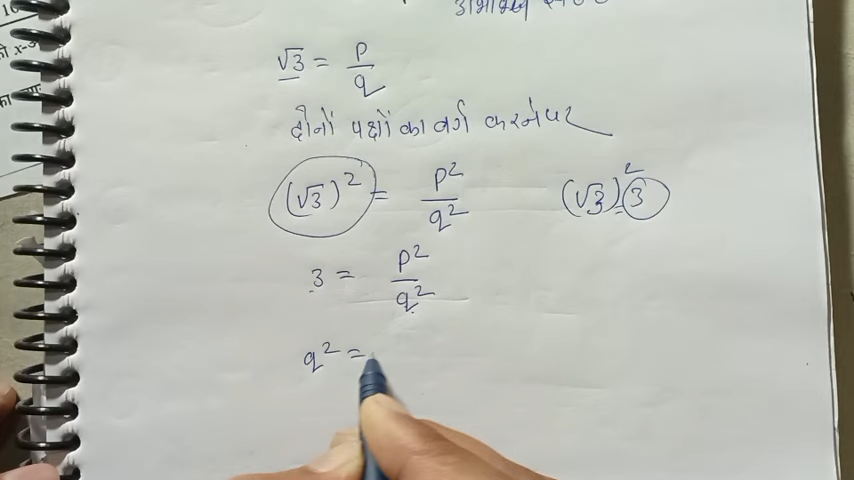 √3 = p/q
दोनों पक्षों का वर्ग करने पर
(√3)² = p²/q² (√3)² = 3
3 = p²/q²
q² =